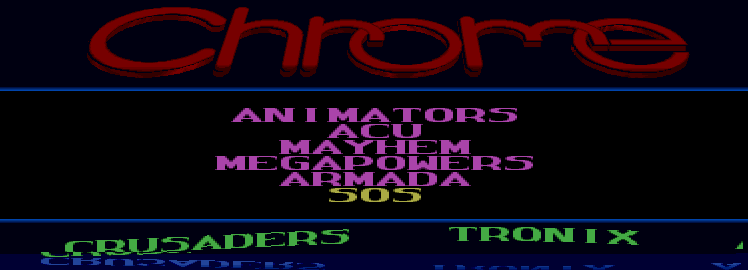 Chrome
ANIMATORS
ACU
MAYHEM
MEGAPOWERS
ARMADA
SOS
CRUSADERS TRONIX